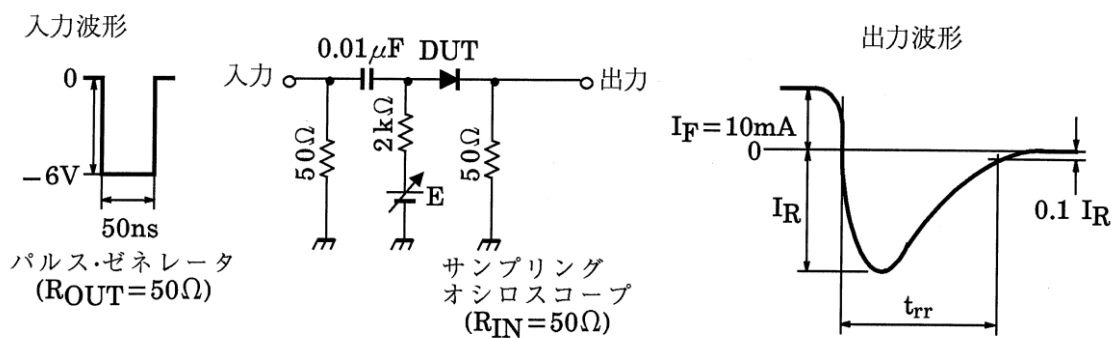 入力波形
0
−6V
50ns
パルス·ゼネレータ
(ROUT=50Ω)
0.01μF DUT
入力
出力
50Ω
2kΩ
50Ω
E
サンプリング
オシロスコープ
(RIN=50Ω)
出力波形
IF=10mA
0
IR
0.1 IR
trr